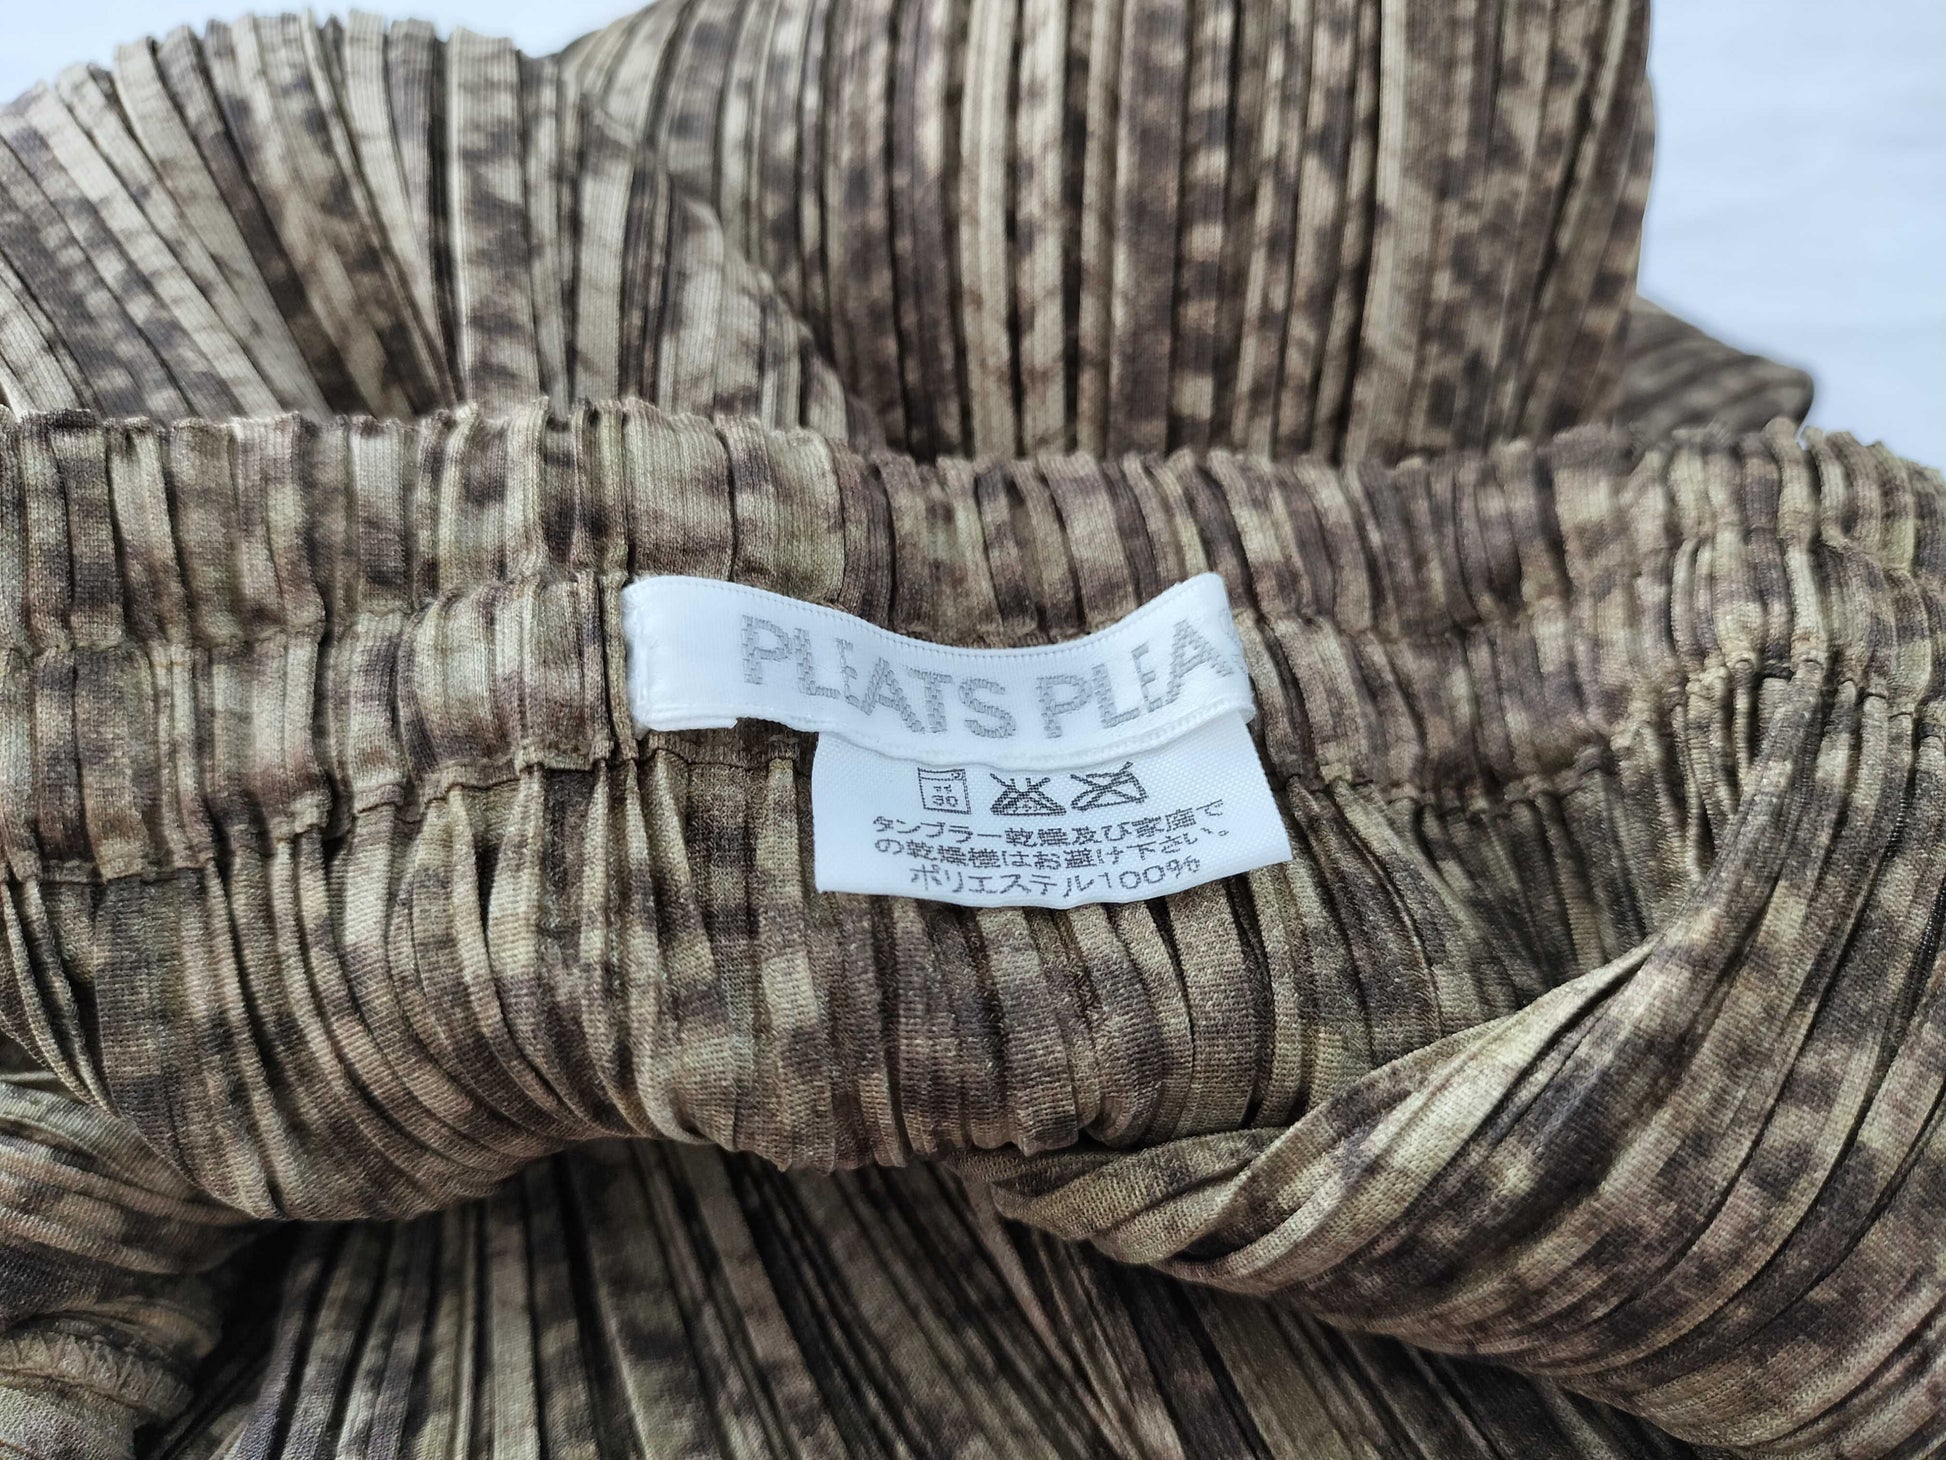 PLEATS PLEA
タンブラー乾燥及び家庭で
の乾燥機はお避け下さい。
ポリエステル100%